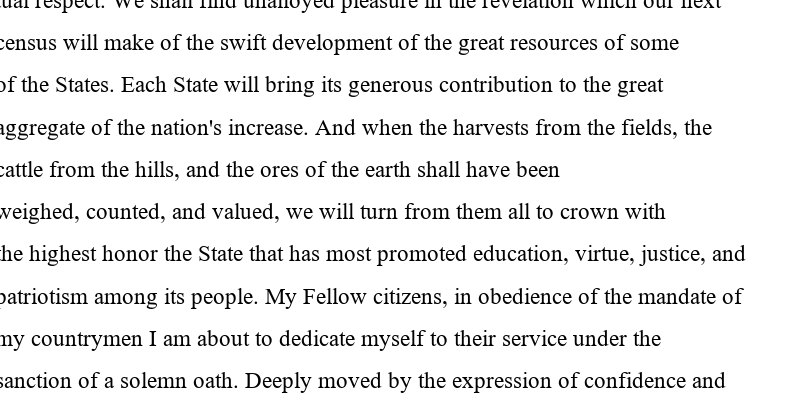 respect. We shall find unalloyed pleasure in the revelation which our next
census will make of the swift development of the great resources of some
of the States. Each State will bring its generous contribution to the great
aggregate of the nation's increase. And when the harvests from the fields, the
cattle from the hills, and the ores of the earth shall have been
weighed, counted, and valued, we will turn from them all to crown with
the highest honor the State that has most promoted education, virtue, justice, and
patriotism among its people. My Fellow citizens, in obedience of the mandate of
my countrymen I am about to dedicate myself to their service under the
sanction of a solemn oath. Deeply moved by the expression of confidence and